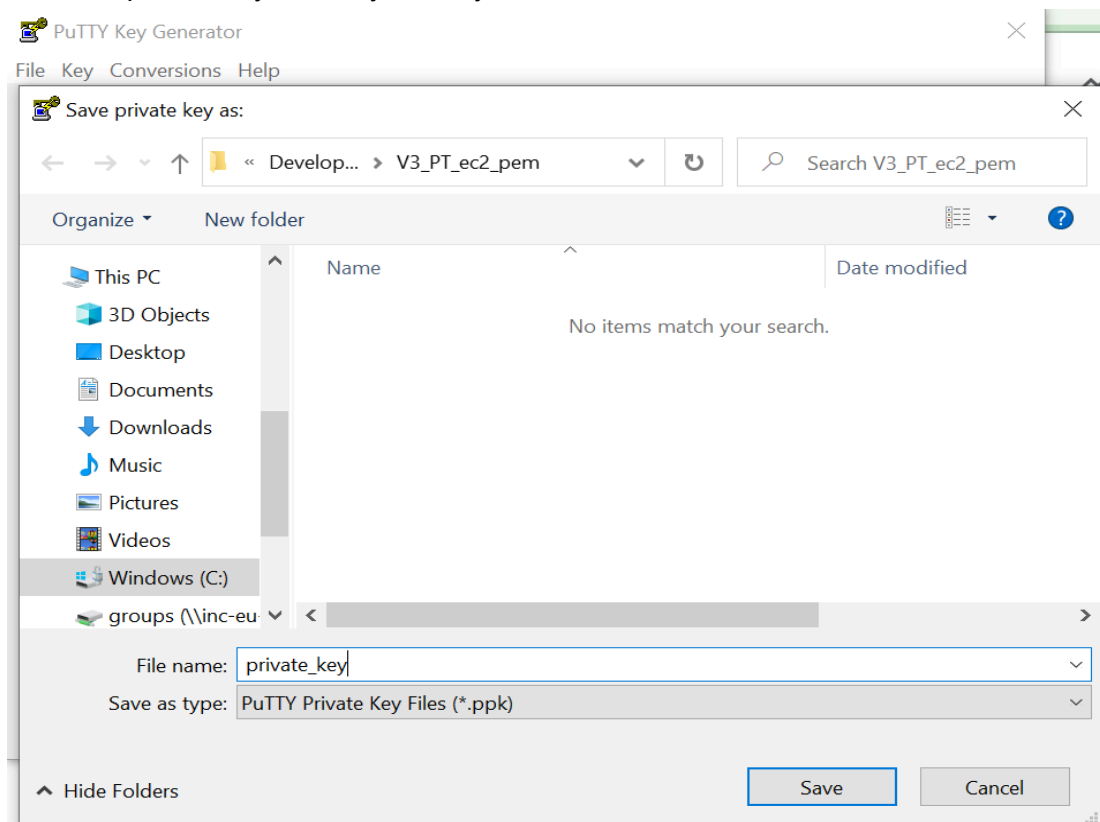 PuTTY Key Generator
File Key Conversions Help
Save private key as:
« Develop... > V3_PT_ec2_pem
Search V3_PT_ec2_pem
Organize
New folder
Name
Date modified
No items match your search.
This PC
3D Objects
Desktop
Documents
Downloads
Music
Pictures
Videos
Windows (C:)
groups (\\inc-eu-
File name: private_key
Save as type: PuTTY Private Key Files (*.ppk)
Hide Folders
Save
Cancel